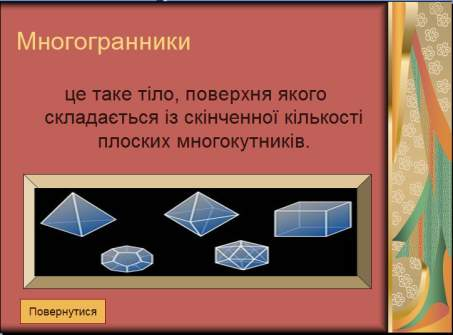 Многогранники
це таке тіло, поверхня якого
складається із скінченної кількості
плоских многокутників.
Повернутися